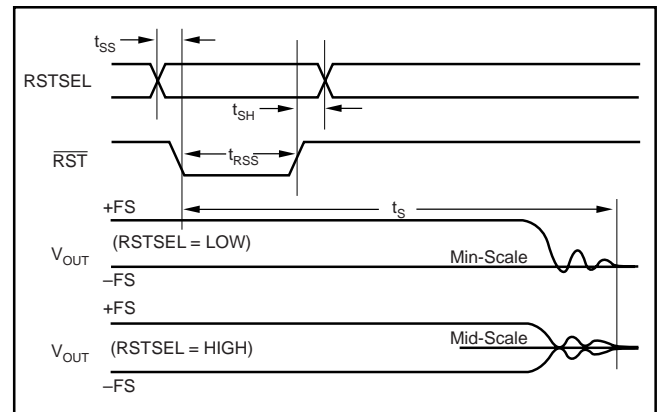 tSS
RSTSEL
tSH
RST
tRSS
+FS
tS
(RSTSEL = LOW)
VOUT
Min-Scale
–FS
+FS
Mid-Scale
VOUT
(RSTSEL = HIGH)
–FS